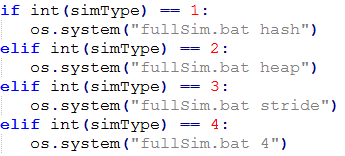 if int(simType) == 1:
    os.system("fullSim.bat hash")
elif int(simType) == 2:
    os.system("fullSim.bat heap")
elif int(simType) == 3:
    os.system("fullSim.bat stride")
elif int(simType) == 4:
    os.system("fullSim.bat 4")